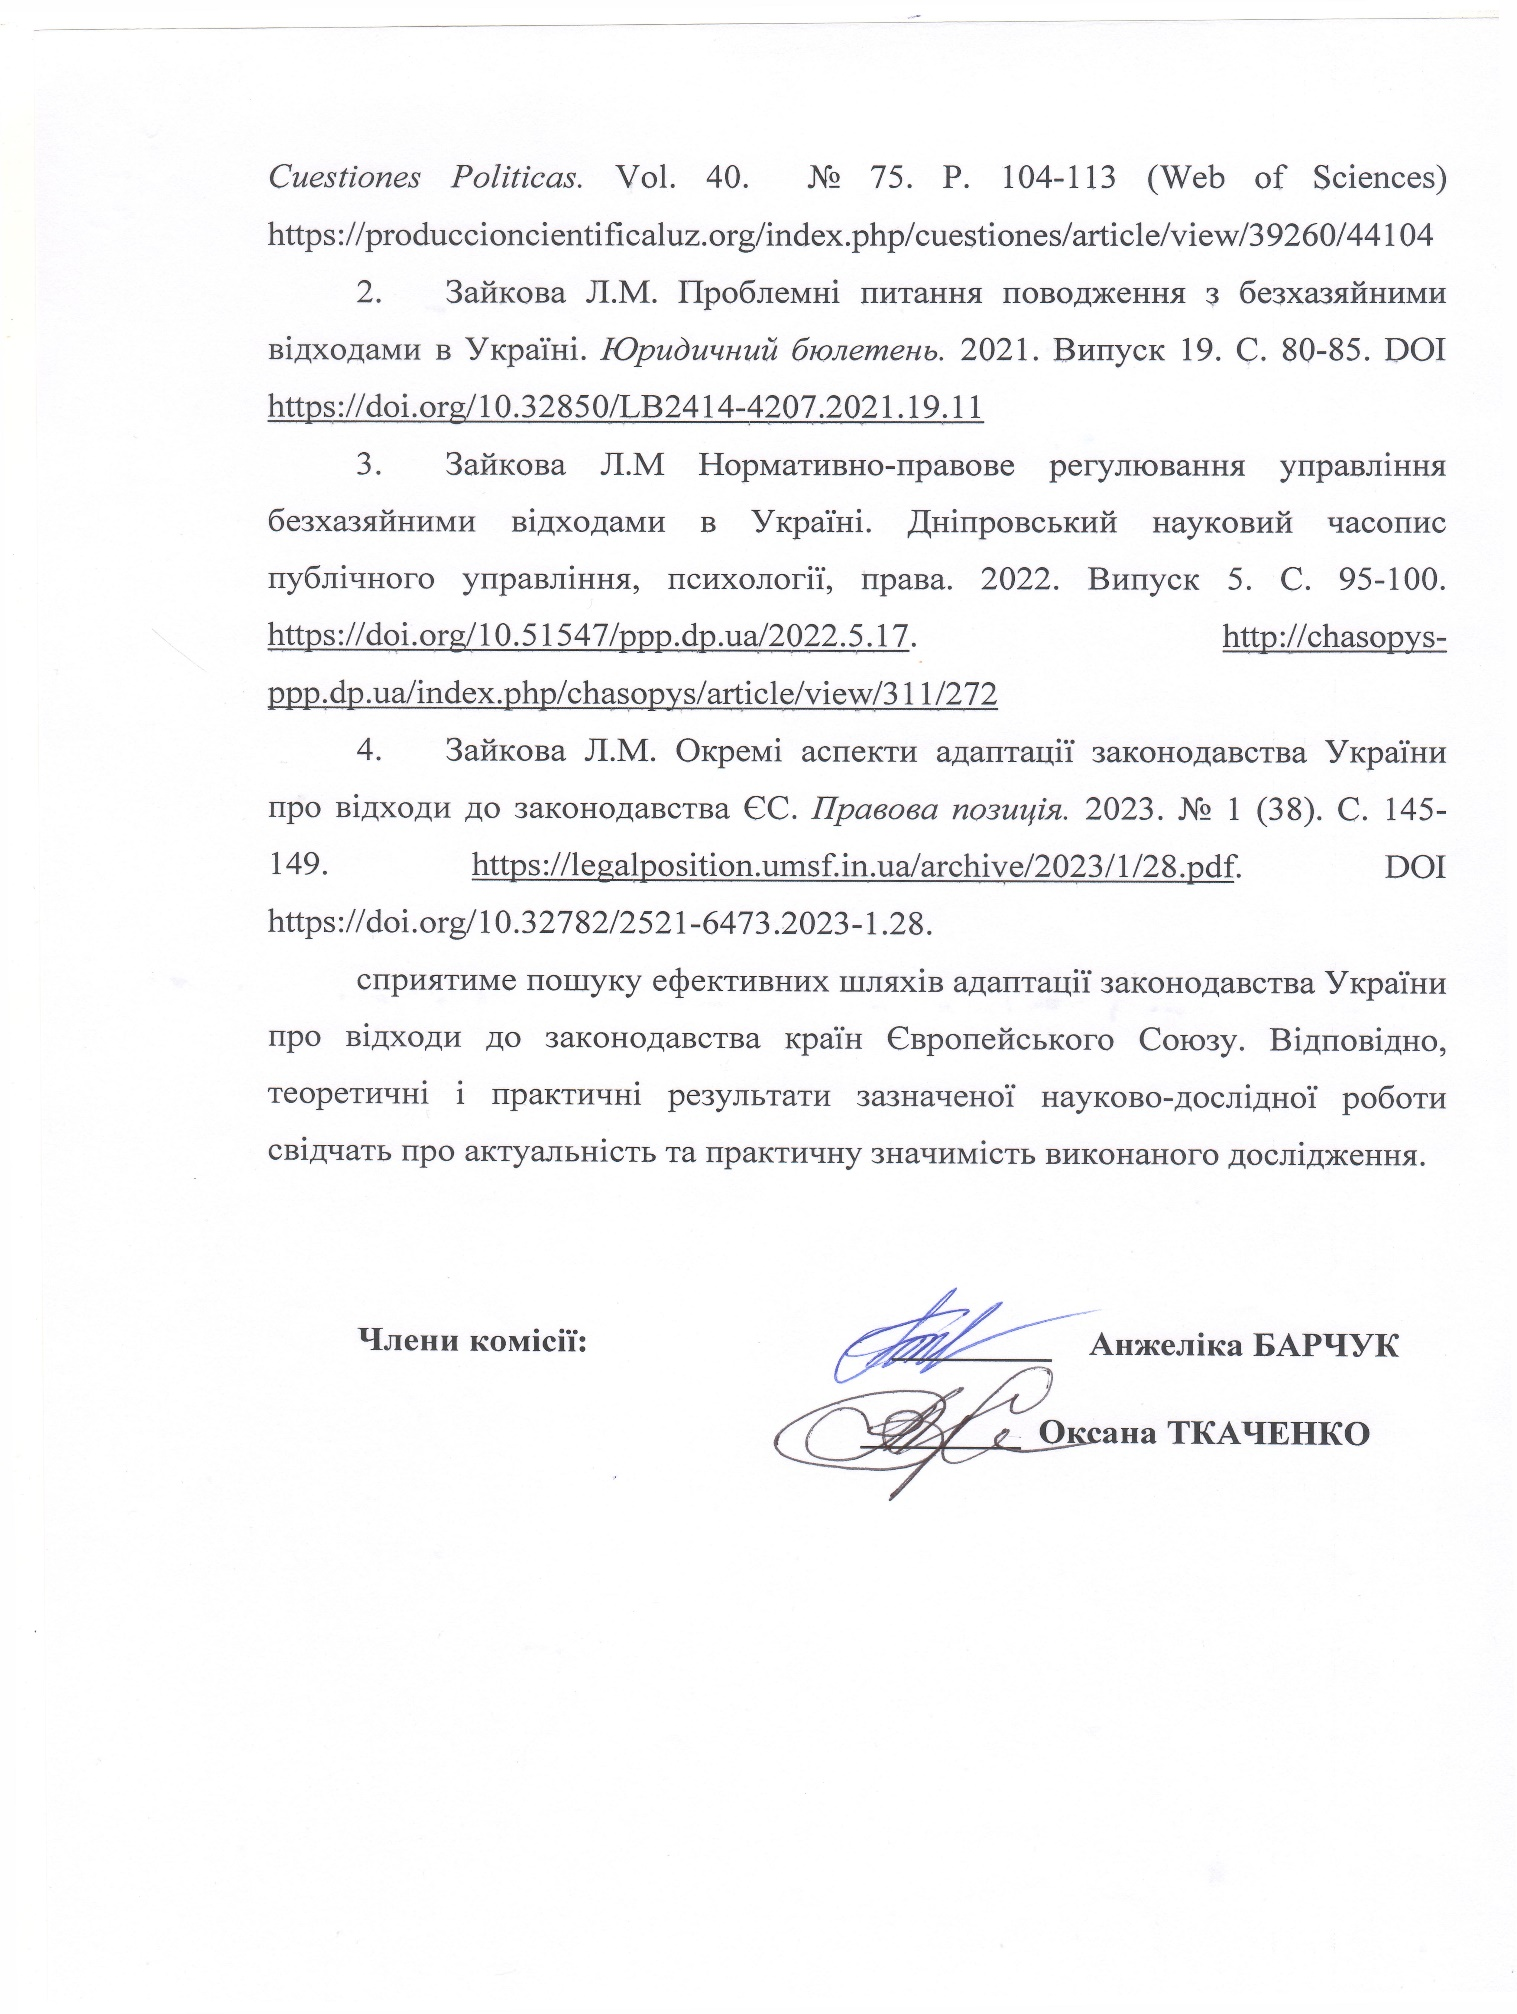 Cuestiones Politicas. Vol. 40. № 75. P. 104-113 (Web of Sciences)
https://produccioncientificaluz.org/index.php/cuestiones/article/view/39260/44104
2. Зайкова Л.М. Проблемні питання поводження з безхазяйними
відходами в Україні. Юридичний бюлетень. 2021. Випуск 19. С. 80-85. DOI
https://doi.org/10.32850/LB2414-4207.2021.19.11
3. Зайкова Л.М Нормативно-правове регулювання управління
безхазяйними відходами в Україні. Дніпровський науковий часопис
публічного управління, психології, права. 2022. Випуск 5. С. 95-100.
https://doi.org/10.51547/ppp.dp.ua/2022.5.17. http://chasopys-
ppp.dp.ua/index.php/chasopys/article/view/311/272
4. Зайкова Л.М. Окремі аспекти адаптації законодавства України
про відходи до законодавства ЄС. Правова позиція. 2023. № 1 (38). С. 145-
149. https://legalposition.umsf.in.ua/archive/2023/1/28.pdf. DOI
https://doi.org/10.32782/2521-6473.2023-1.28.
сприятиме пошуку ефективних шляхів адаптації законодавства України
про відходи до законодавства країн Європейського Союзу. Відповідно,
теоретичні і практичні результати зазначеної науково-дослідної роботи
свідчать про актуальність та практичну значимість виконаного дослідження.
Члени комісії: Анжеліка БАРЧУК
Оксана ТКАЧЕНКО